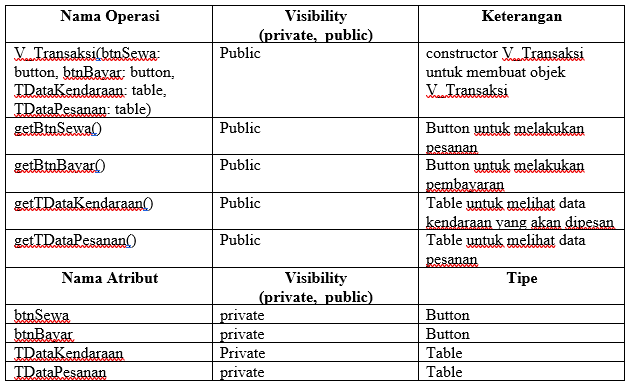 Nama Operasi
Visibility
(private, public)
Keterangan
V_Transaksi(btnSewa:
button, btnBayar: button,
TDataKendaraan: table,
TDataPesanan: table)
Public
constructor V_Transaksi
untuk membuat objek
V_Transaksi
getBtnSewa()
Public
Button untuk melakukan
pesanan
getBtnBayar()
Public
Button untuk melakukan
pembayaran
getTDataKendaraan()
Public
Table untuk melihat data
kendaraan yang akan dipesan
getTDataPesanan()
Public
Table untuk melihat data
pesanan
Nama Atribut
Visibility
(private, public)
Tipe
btnSewa
private
Button
btnBayar
private
Button
TDataKendaraan
Private
Table
TDataPesanan
private
Table